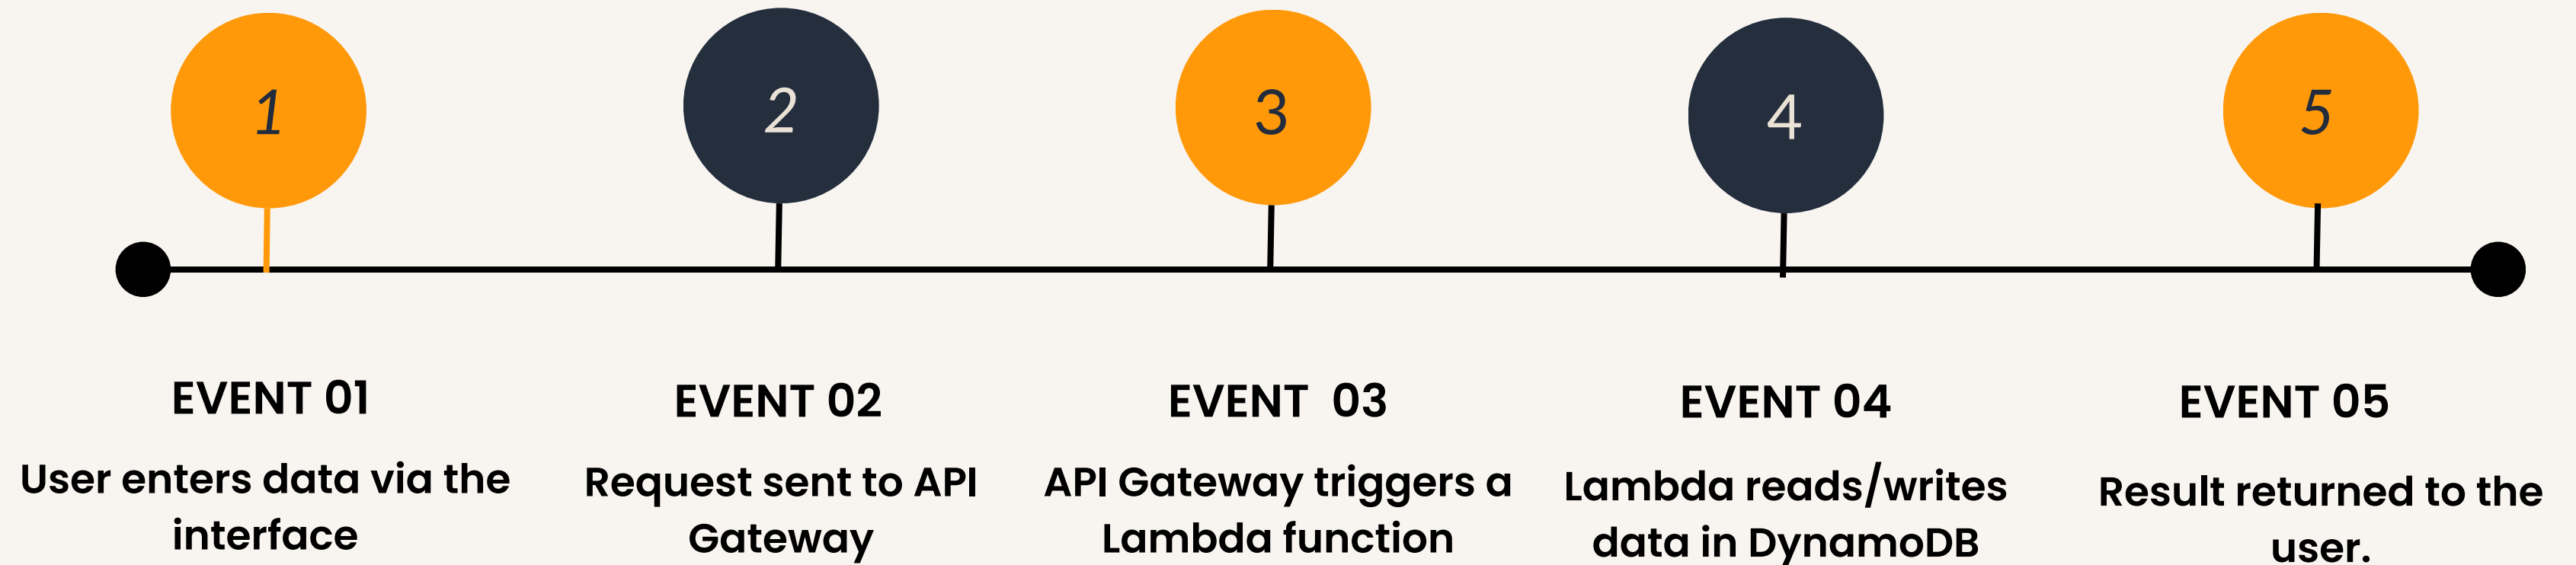 1
2
3
4
5
EVENT 01
User enters data via the
interface
EVENT 02
Request sent to API
Gateway
EVENT  03
API Gateway triggers a
Lambda function
EVENT 04
Lambda reads/writes
data in DynamoDB
EVENT 05
Result returned to the
user.